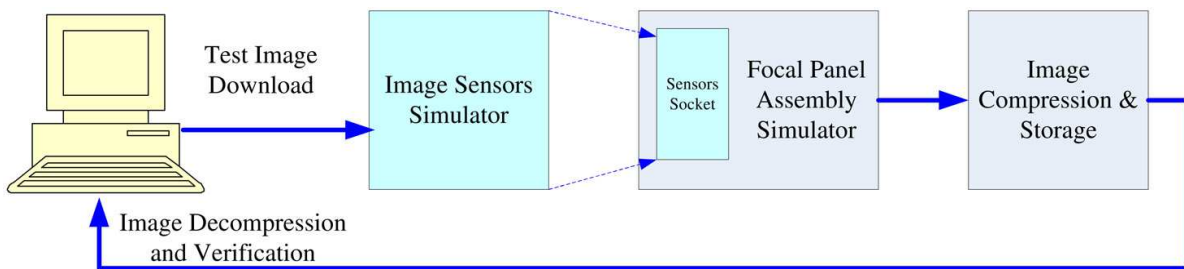 Test Image
Download
Image Sensors
Simulator
Sensors
Socket
Focal Panel
Assembly
Simulator
Image
Compression &
Storage
Image Decompression
and Verification